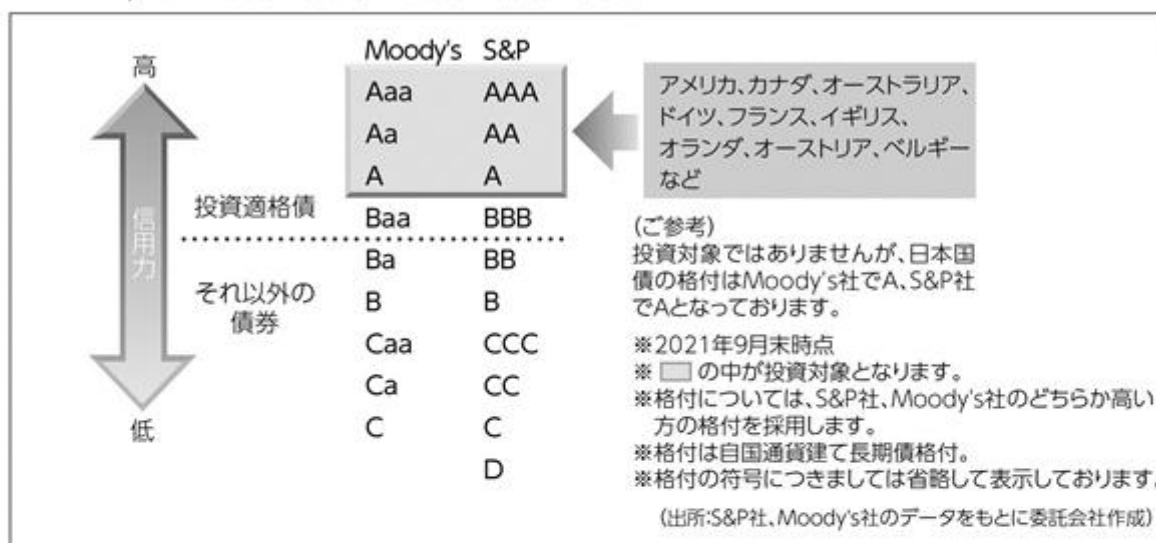 高
信用力
低
投資適格債
それ以外の
債券
Moody's S&P
Aaa AAA
Aa AA
A A
Baa BBB
Ba BB
B B
Caa CCC
Ca CC
C C
D
アメリカ、カナダ、オーストラリア、
ドイツ、フランス、イギリス、
オランダ、オーストリア、ベルギー
など
(ご参考)
投資対象ではありませんが、日本国
債の格付はMoody's社でA、S&P社
でAとなっております。
※2021年9月末時点
※ の中が投資対象となります。
※格付については、S&P社、Moody's社のどちらか高い
方の格付を採用します。
※格付は自国通貨建て長期債格付。
※格付の符号につきましては省略して表示しております。
(出所:S&P社、Moody's社のデータをもとに委託会社作成)